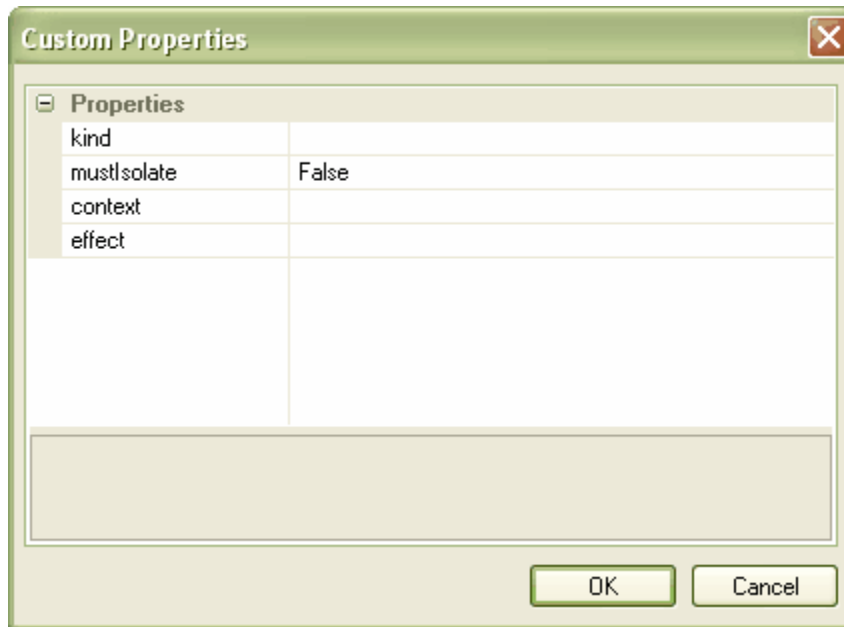 Custom Properties
Properties
kind
mustIsolate False
context
effect
OK Cancel